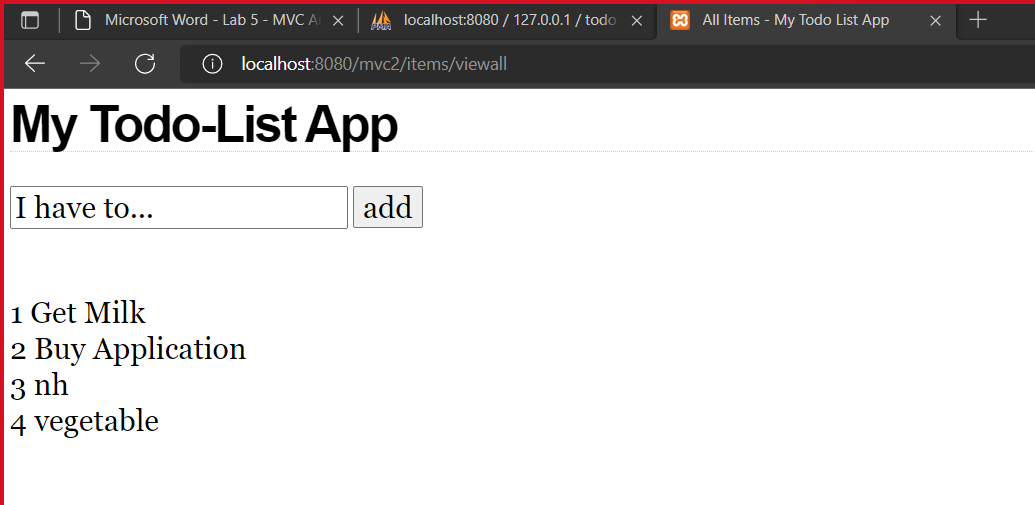 Microsoft Word - Lab 5 - MVC A
localhost:8080 / 127.0.0.1 / todo
All Items - My Todo List App
localhost:8080/mvc2/items/viewall
My Todo-List App
I have to...
add
1 Get Milk
2 Buy Application
3 nh
4 vegetable